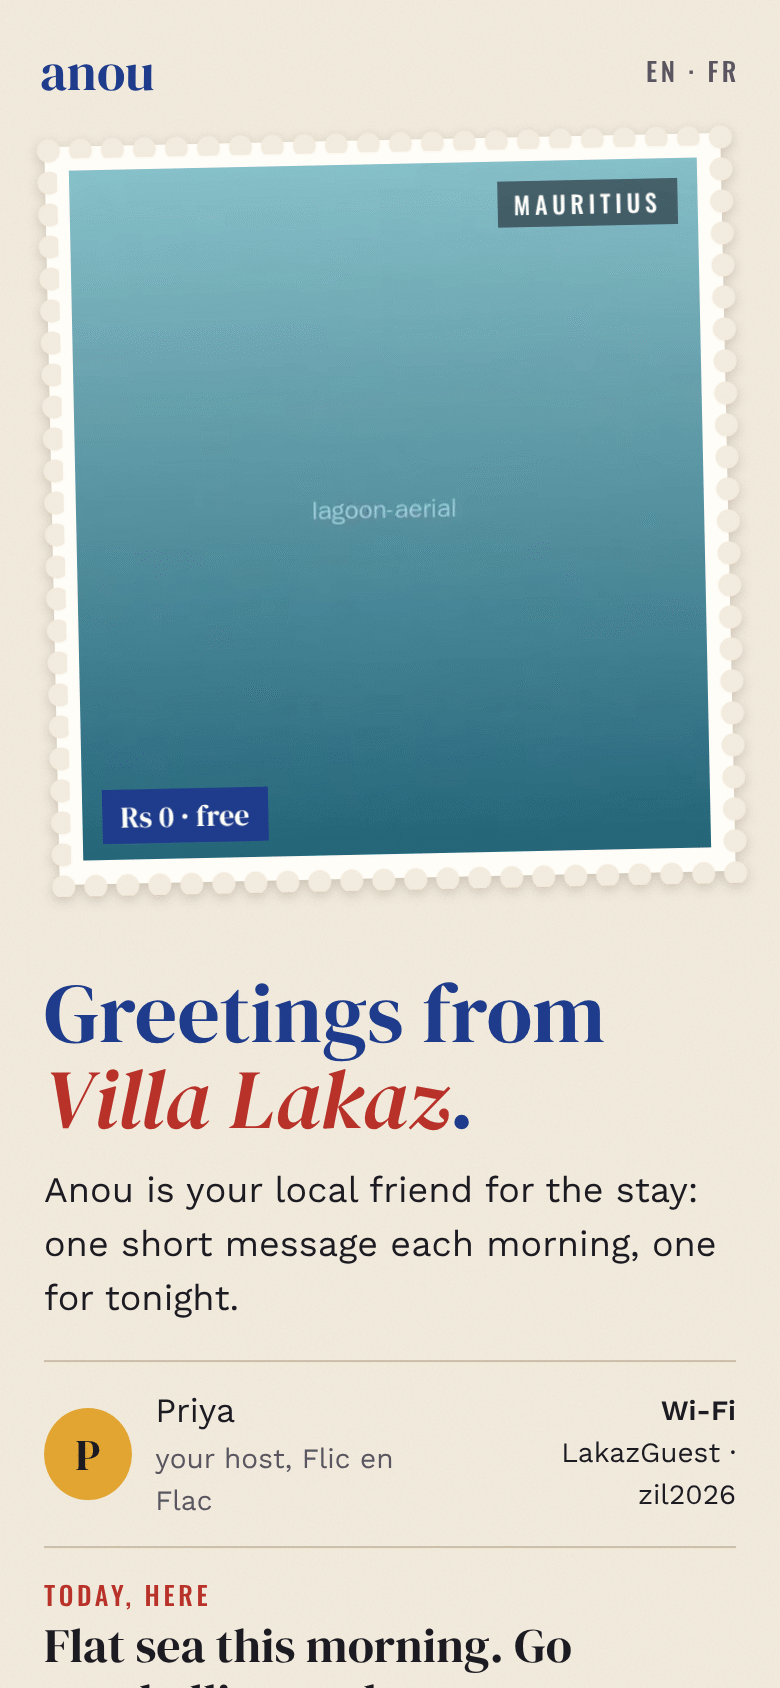 anou
EN · FR
MAURITIUS
lagoon-aerial
Rs 0 · free
Greetings from
Villa Lakaz.
Anou is your local friend for the stay:
one short message each morning, one
for tonight.
P
Priya
your host, Flic en
Flac
Wi-Fi
LakazGuest ·
zil2026
TODAY, HERE
Flat sea this morning. Go